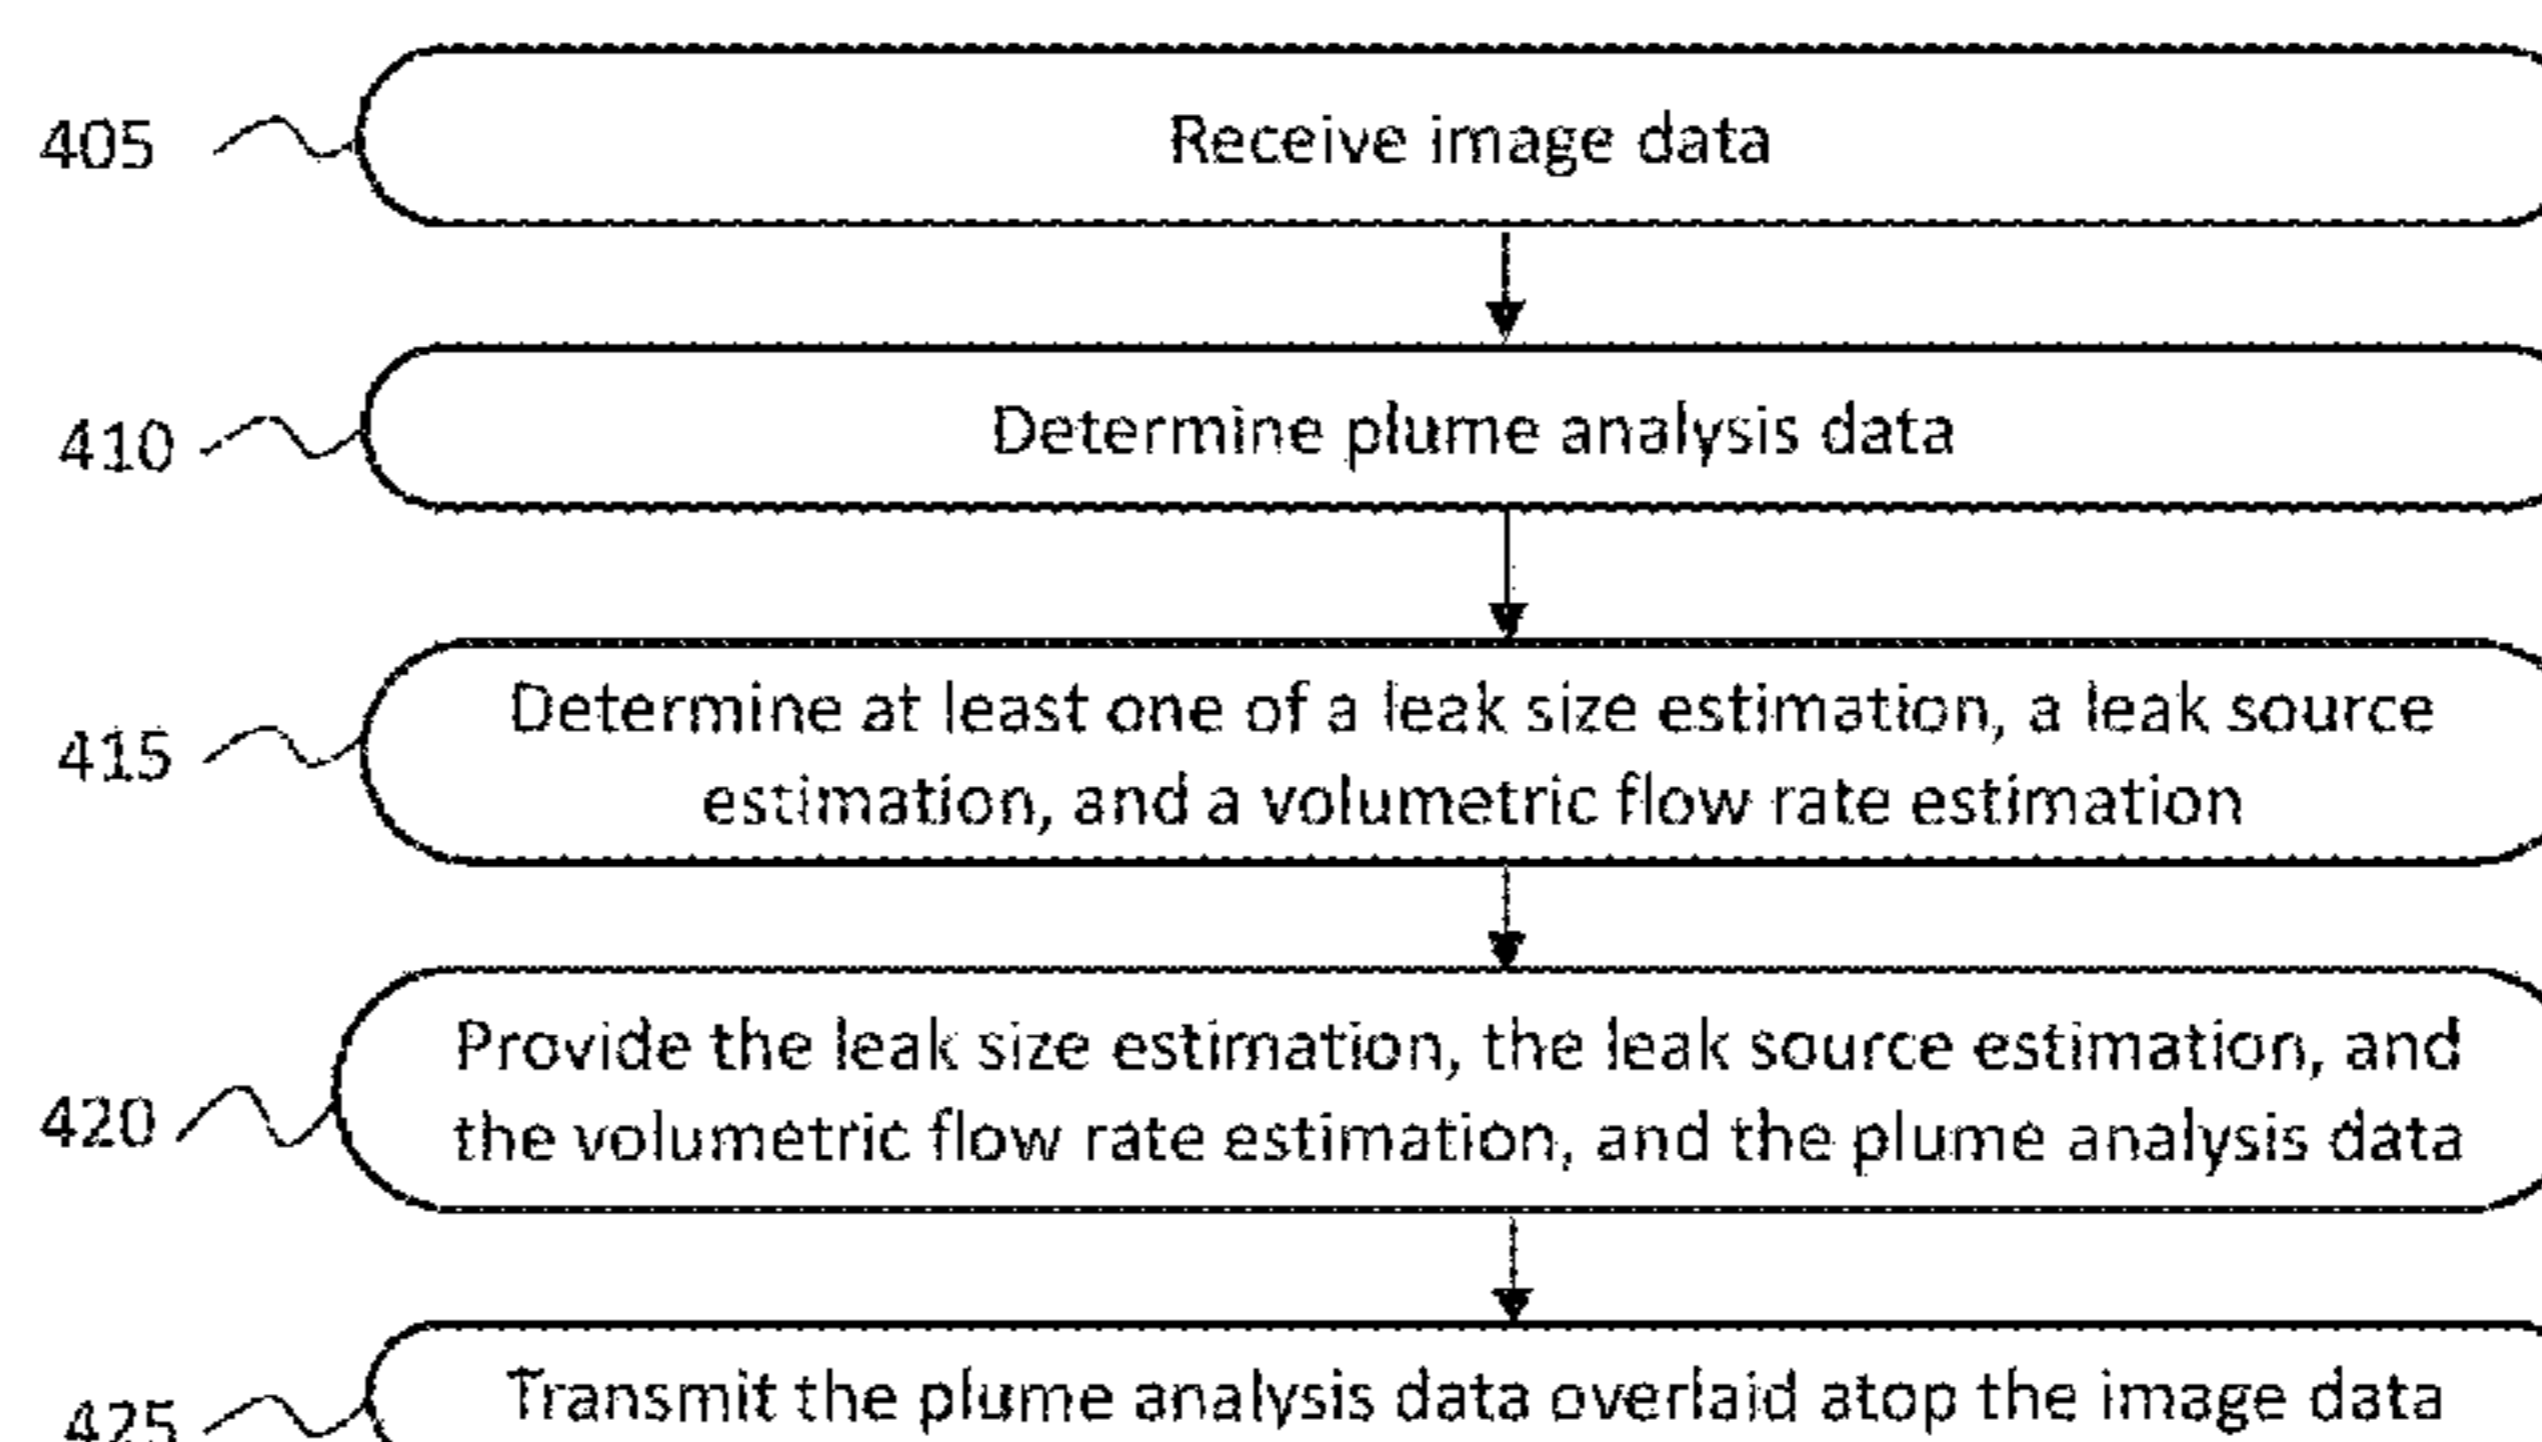 405
Receive image data
410
Determine plume analysis data
415
Determine at least one of a leak size estimation, a leak source
estimation, and a volumetric flow rate estimation
420
Provide the leak size estimation, the leak source estimation, and
the volumetric flow rate estimation, and the plume analysis data
425
Transmit the plume analysis data overlaid atop the image data